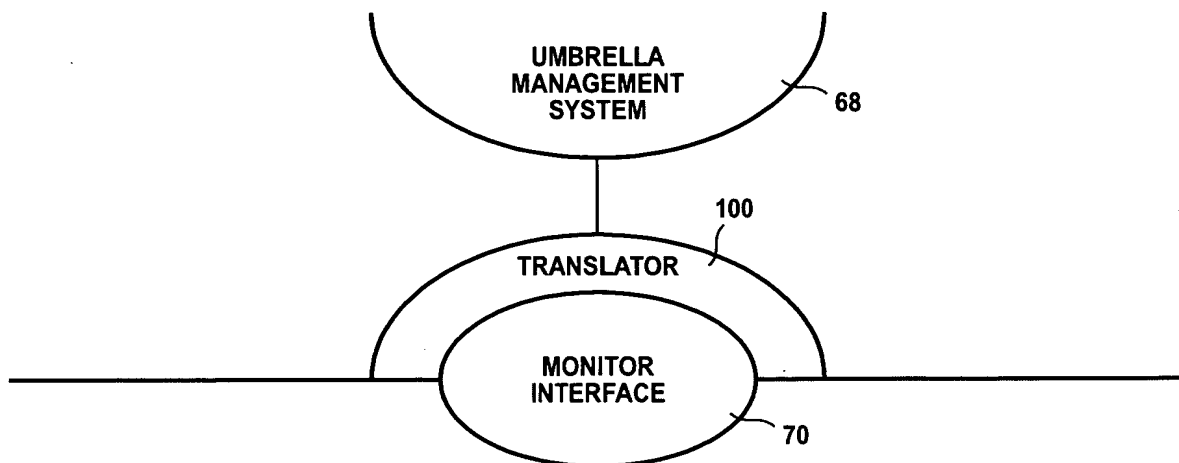 UMBRELLA
MANAGEMENT
SYSTEM
68
100
TRANSLATOR
MONITOR
INTERFACE
70